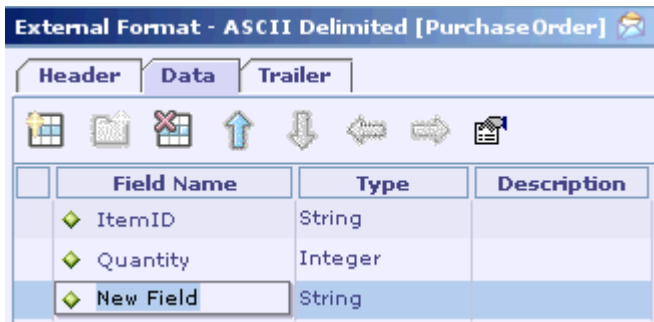 External Format - ASCII Delimited [PurchaseOrder]
Header Data Trailer
Field Name Type Description
ItemID String
Quantity Integer
New Field String